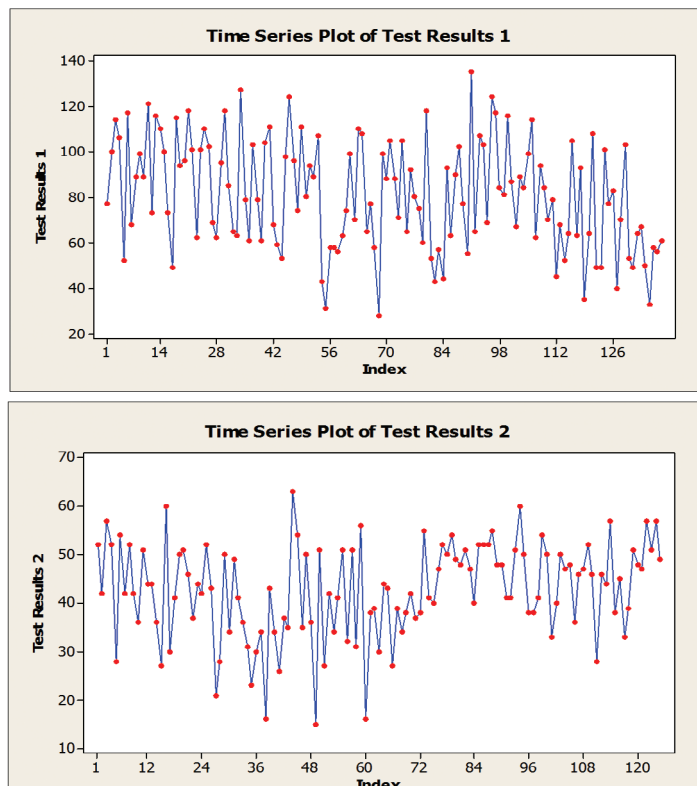 Time Series Plot of Test Results 1
140
120
100
80
60
40
20
Test Results 1
1 14 28 42 56 70 84 98 112 126
Index
Time Series Plot of Test Results 2
70
60
50
40
30
20
10
Test Results 2
1 12 24 36 48 60 72 84 96 108 120
Index